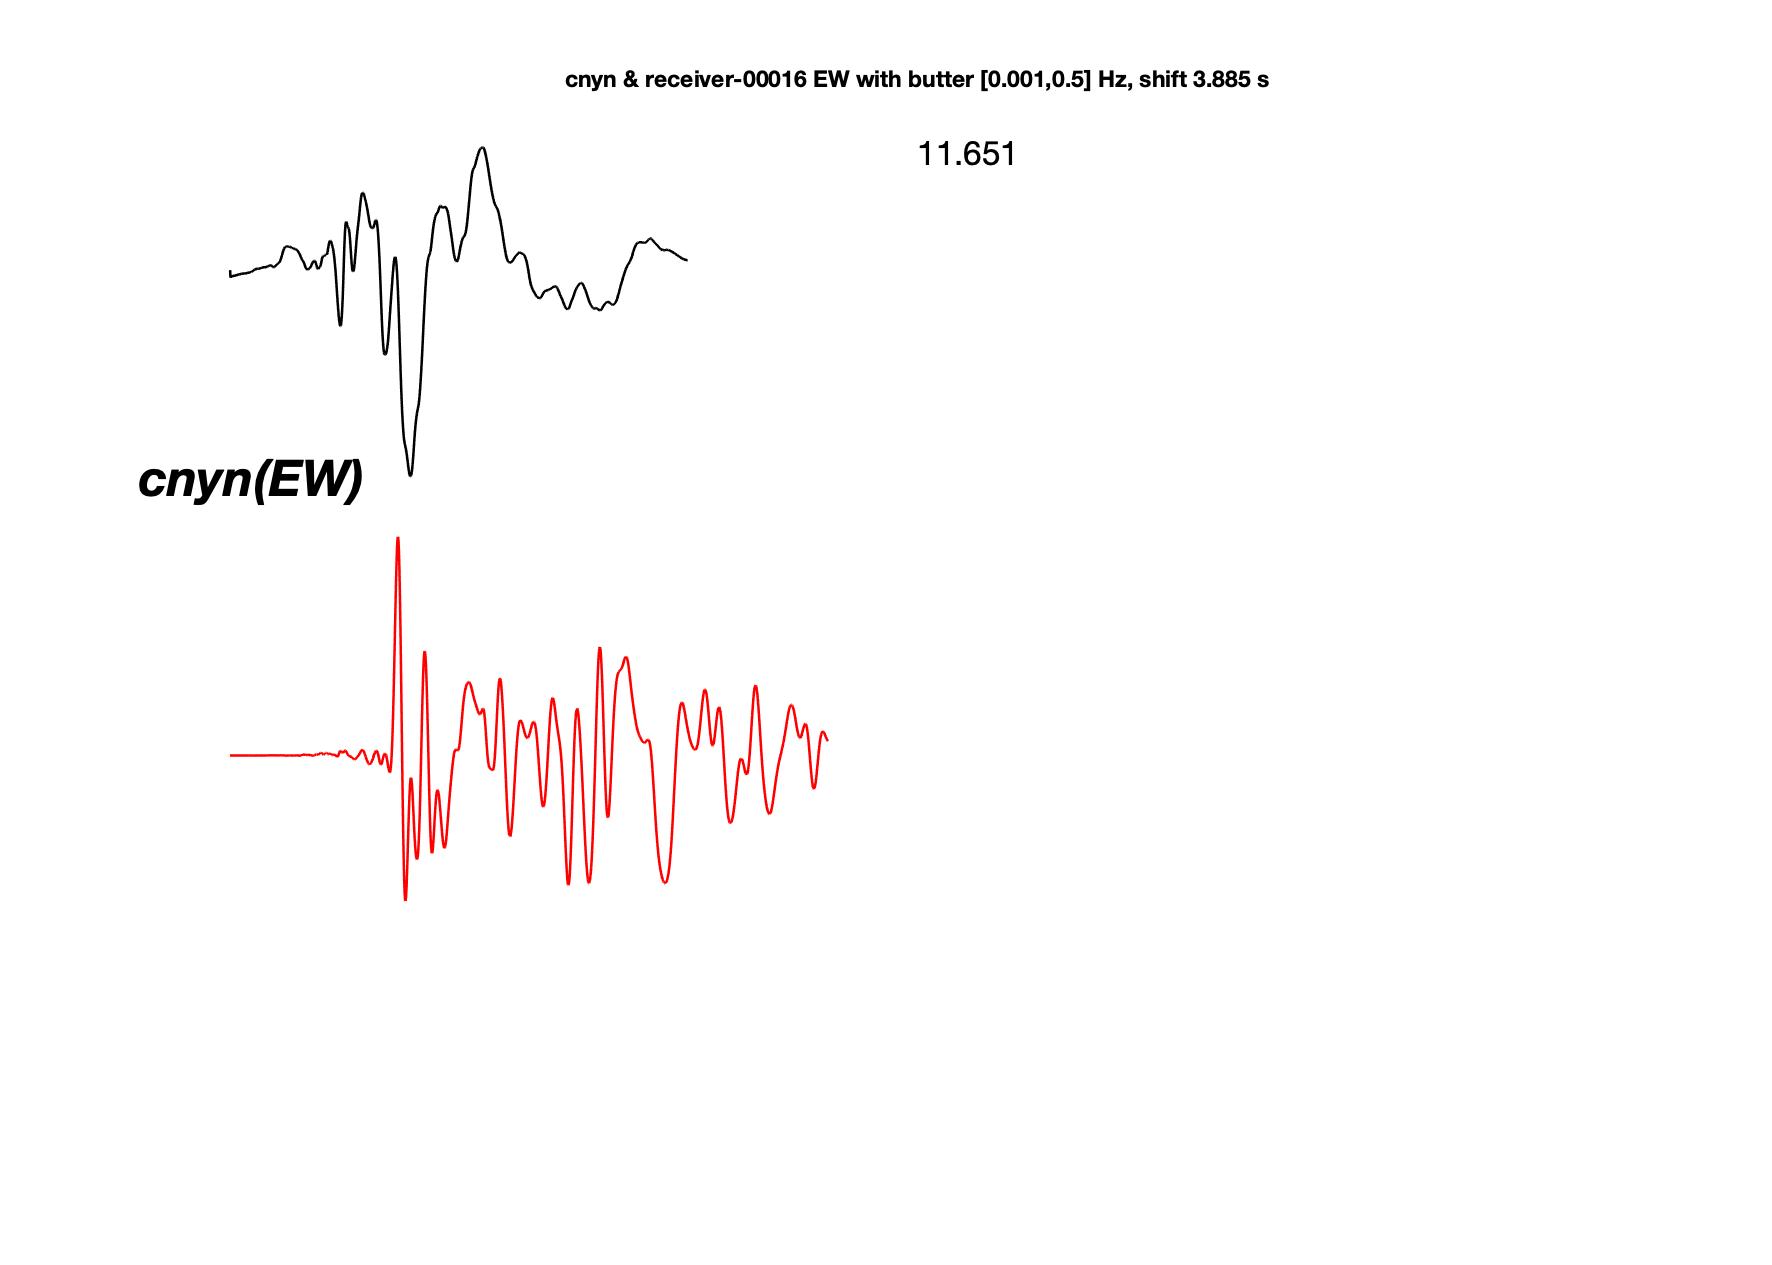 cnyn & receiver-00016 EW with butter [0.001,0.5] Hz, shift 3.885 s
11.651
cnyn(EW)